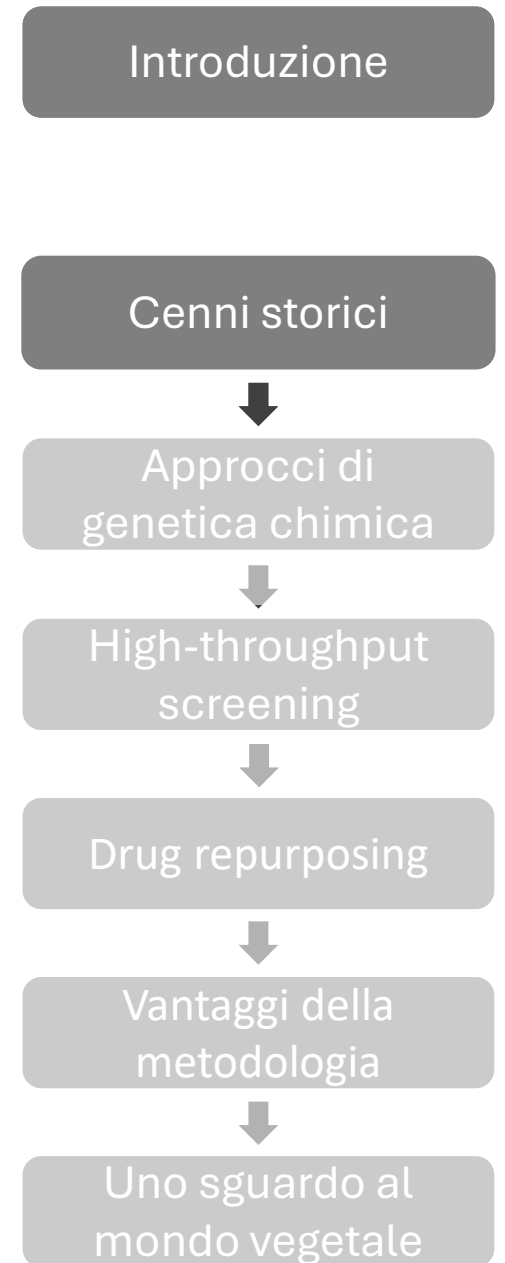 Introduzione
Cenni storici
Approcci di
genetica chimica
High-throughput
screening
Drug repurposing
Vantaggi della
metodologia
Uno sguardo al
mondo vegetale